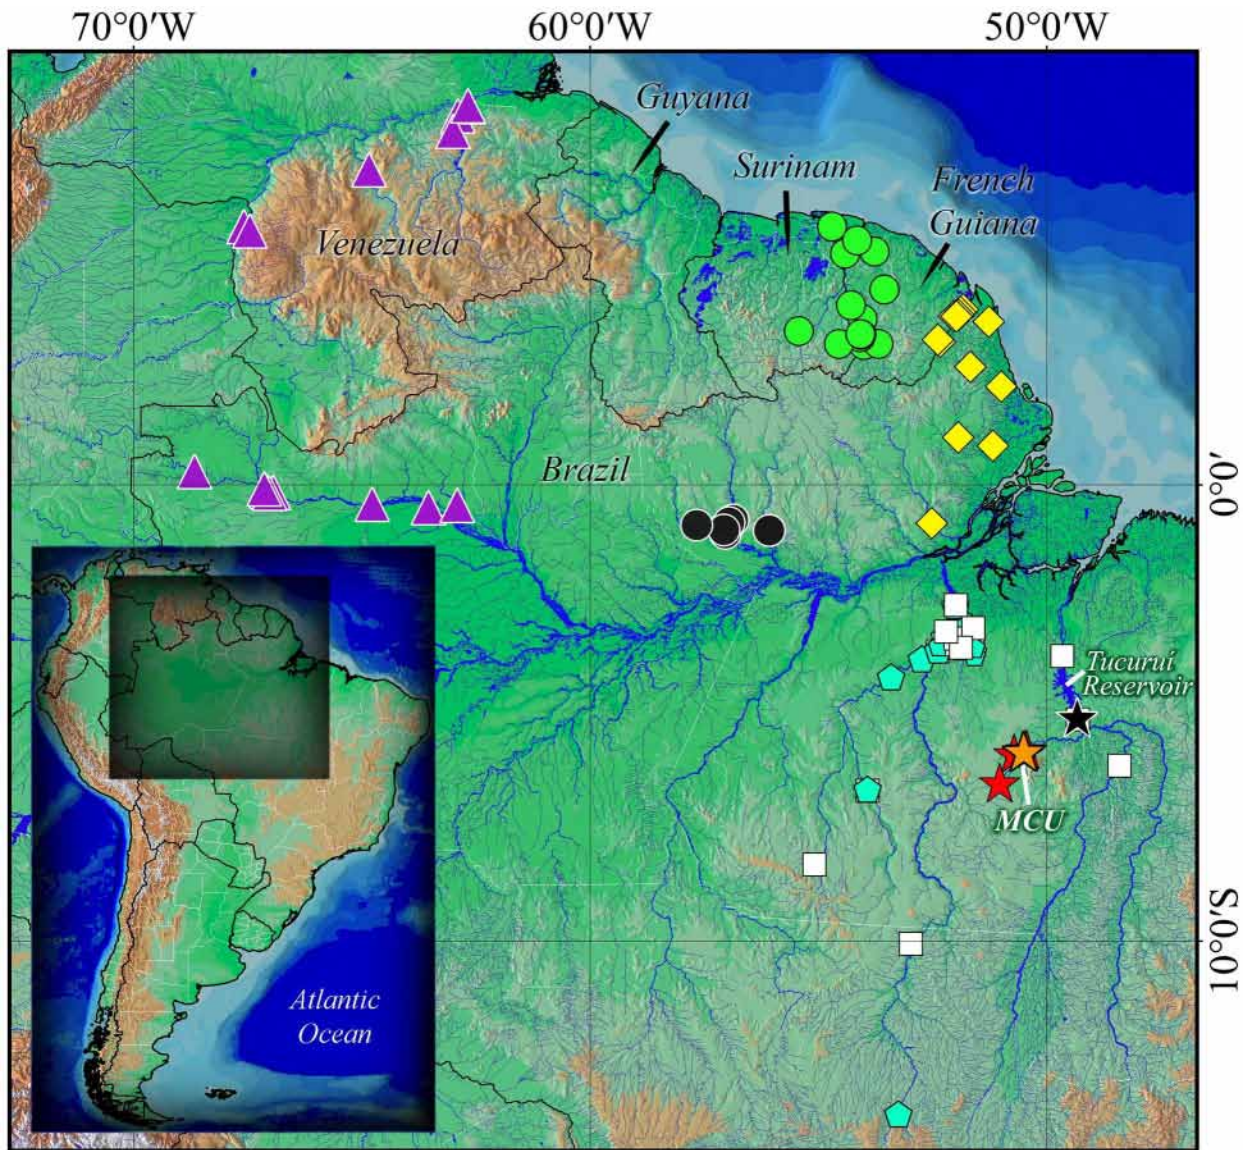 70°0′W
60°0′W
50°0′W
Guyana
Surinam
French
Guiana
Venezuela
Brazil
0°0′
Tucuruí
Reservoir
MCU
10°0′S
Atlantic
Ocean